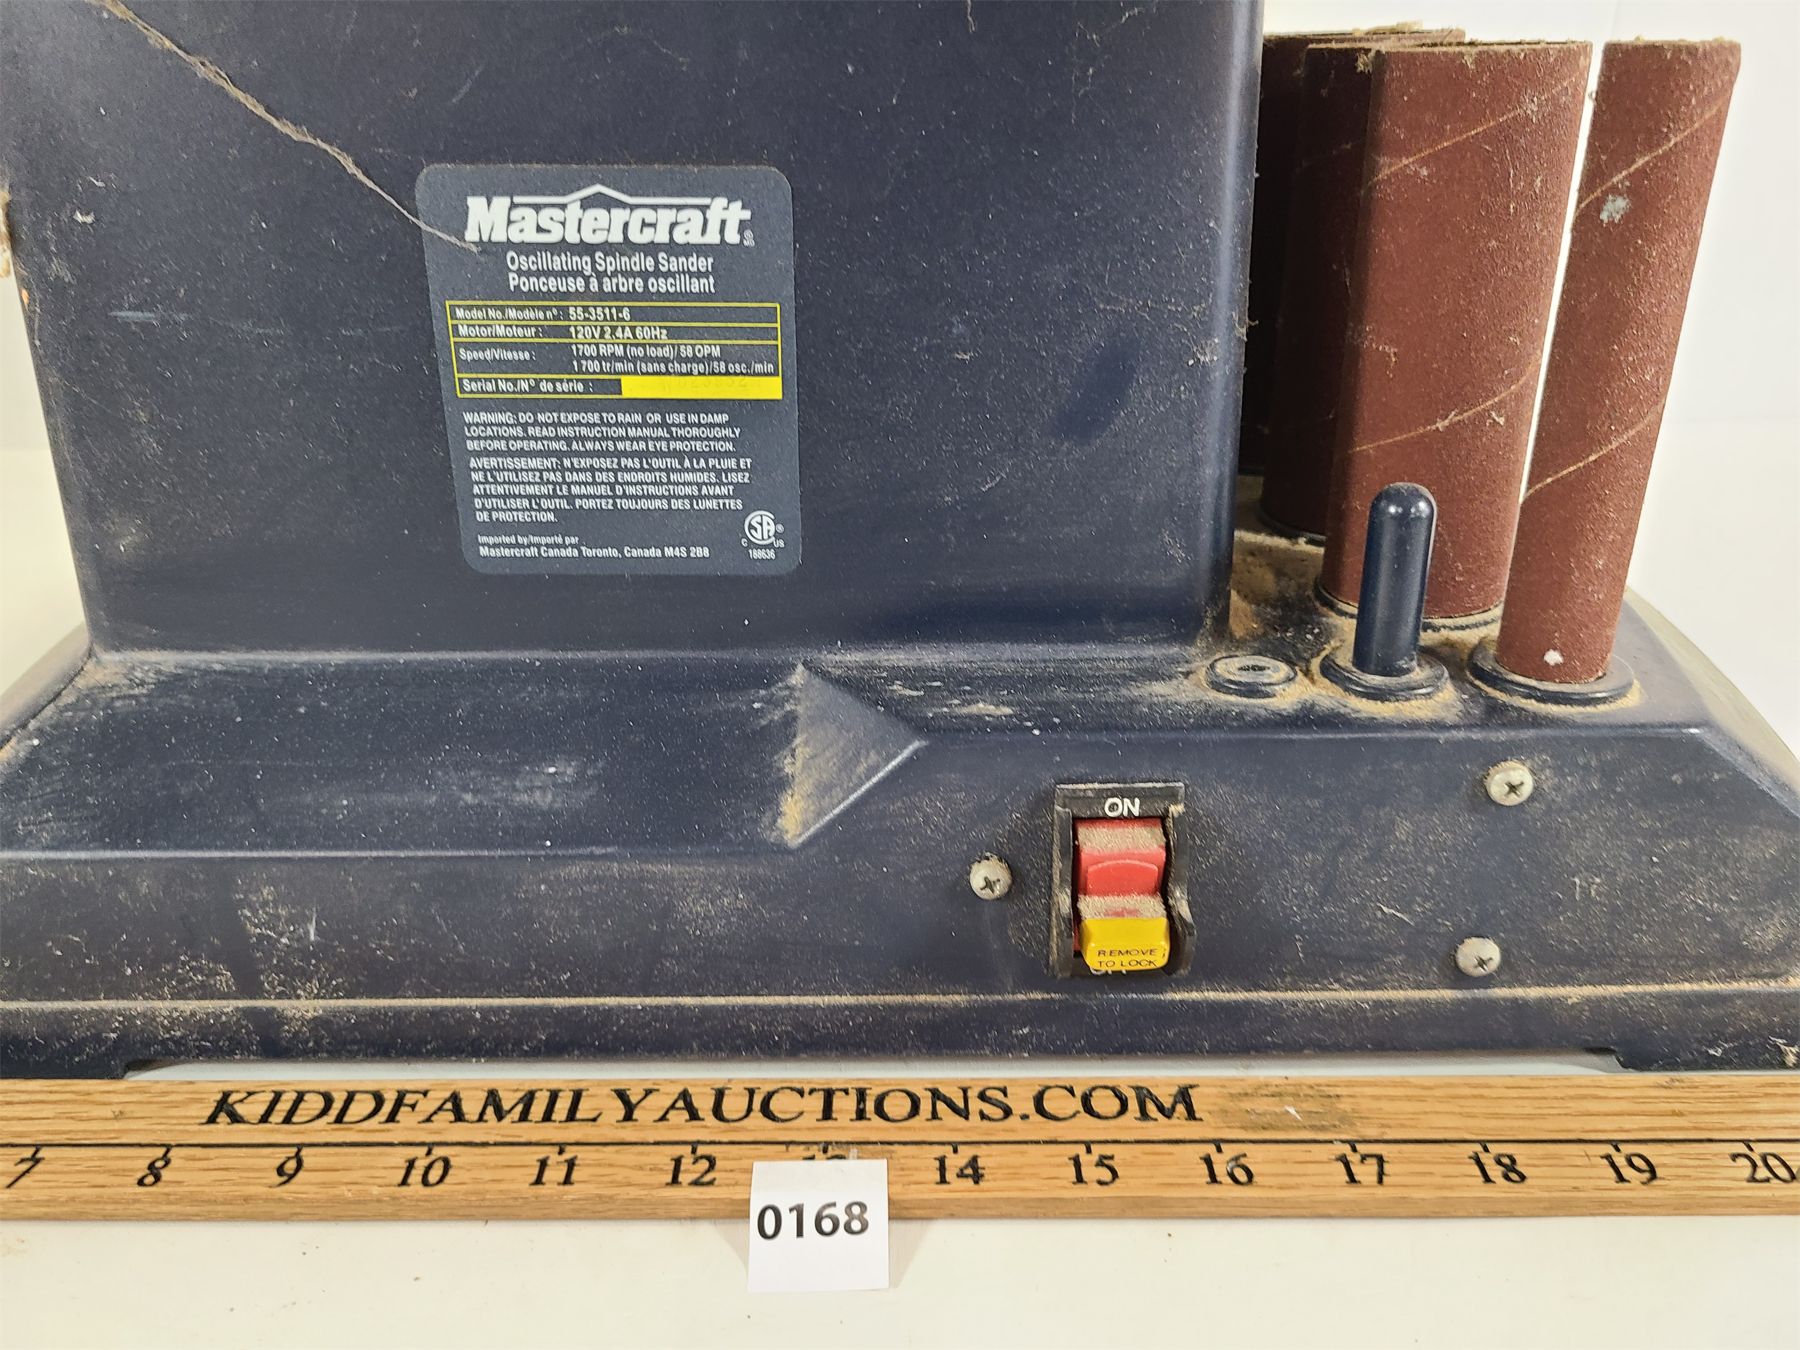 Mastercraft
Oscillating Spindle Sander
Ponceuse à arbre oscillant
Model No./Modèle nº : 55-3511-6
Motor/Moteur : 120V 2,4A 60Hz
Speed/Vitesse : 1700 RPM (no load)/ 58 OPM
1 700 tr/min (sans charge)/58 osc./min
Serial No./Nº de série :
WARNING: DO NOT EXPOSE TO RAIN OR USE IN DAMP
LOCATIONS. READ INSTRUCTION MANUAL THOROUGHLY
BEFORE OPERATING. ALWAYS WEAR EYE PROTECTION.
AVERTISSEMENT: N'EXPOSEZ PAS L'OUTIL À LA PLUIE ET
NE L'UTILISEZ PAS DANS DES ENDROITS HUMIDES. LISEZ
ATTENTIVEMENT LE MANUEL D'INSTRUCTIONS AVANT
D'UTILISER L'OUTIL. PORTEZ TOUJOURS DES LUNETTES
DE PROTECTION.
Imported by/Importé par
Mastercraft Canada Toronto, Canada M4S 2B8
C SA ® US
188636
ON
REMOVE
TO LOCK
KIDDFAMILYAUCTIONS.COM
7 8 9 10 11 12 14 15 16 17 18 19 20
0168